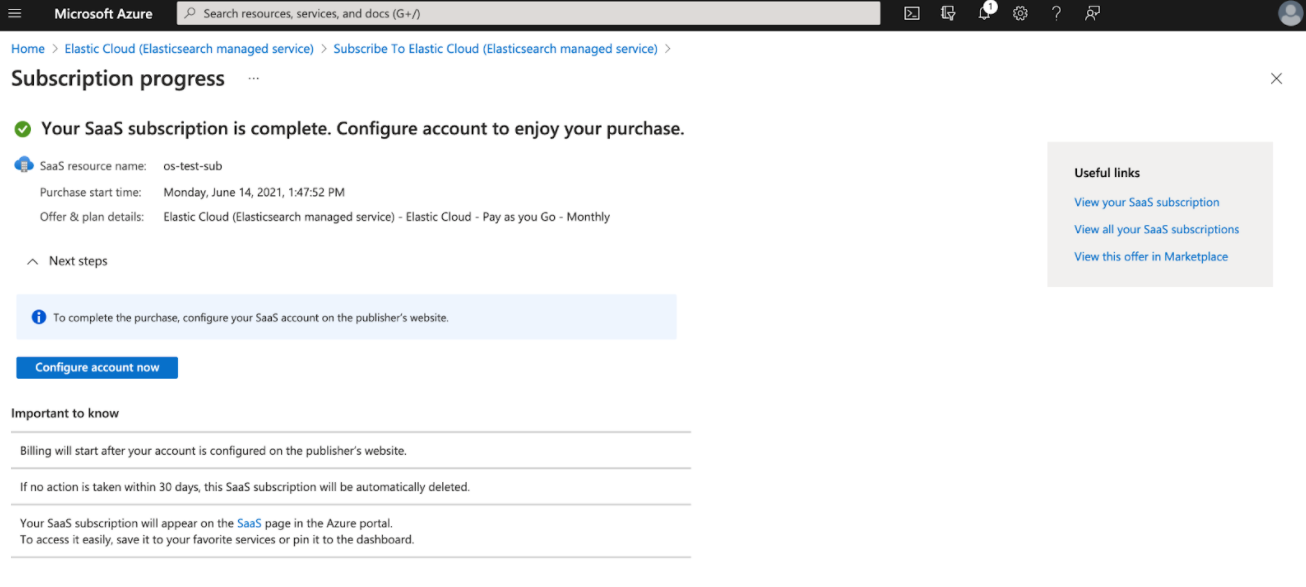 Microsoft Azure
Search resources, services, and docs (G+/)
1
Home > Elastic Cloud (Elasticsearch managed service) > Subscribe To Elastic Cloud (Elasticsearch managed service) >
Subscription progress ...
Your SaaS subscription is complete. Configure account to enjoy your purchase.
SaaS resource name: os-test-sub
Purchase start time: Monday, June 14, 2021, 1:47:52 PM
Offer & plan details: Elastic Cloud (Elasticsearch managed service) - Elastic Cloud - Pay as you Go - Monthly
Next steps
To complete the purchase, configure your SaaS account on the publisher's website.
Configure account now
Important to know
Billing will start after your account is configured on the publisher's website.
If no action is taken within 30 days, this SaaS subscription will be automatically deleted.
Your SaaS subscription will appear on the SaaS page in the Azure portal.
To access it easily, save it to your favorite services or pin it to the dashboard.
Useful links
View your SaaS subscription
View all your SaaS subscriptions
View this offer in Marketplace